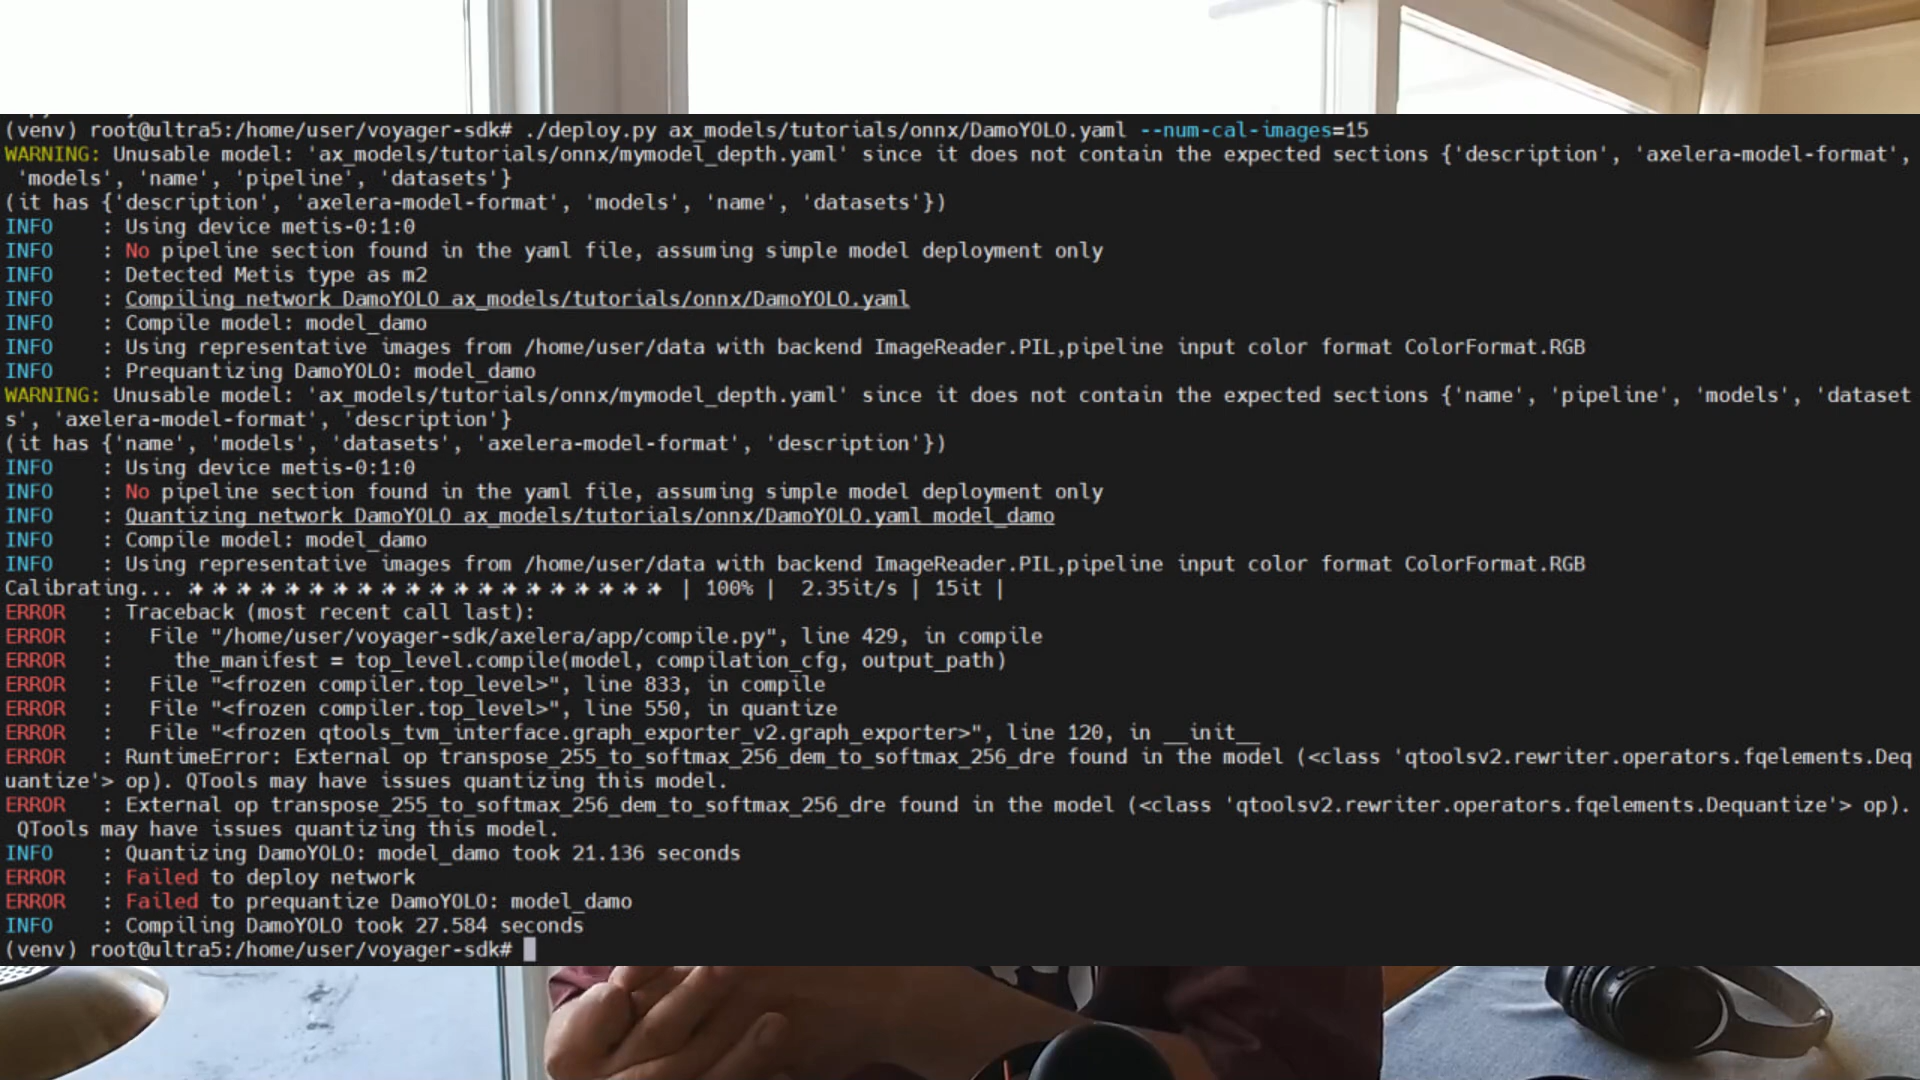 (venv) root@ultra5:/home/user/voyager-sdk# ./deploy.py ax_models/tutorials/onnx/DamoYOLO.yaml --num-cal-images=15
WARNING: Unusable model: 'ax_models/tutorials/onnx/mymodel_depth.yaml' since it does not contain the expected sections {'description', 'axelera-model-format',
'models', 'name', 'pipeline', 'datasets'}
(it has {'description', 'axelera-model-format', 'models', 'name', 'datasets'})
INFO    : Using device metis-0:1:0
INFO    : No pipeline section found in the yaml file, assuming simple model deployment only
INFO    : Detected Metis type as m2
INFO    : Compiling network DamoYOLO ax_models/tutorials/onnx/DamoYOLO.yaml
INFO    : Compile model: model_damo
INFO    : Using representative images from /home/user/data with backend ImageReader.PIL,pipeline input color format ColorFormat.RGB
INFO    : Prequantizing DamoYOLO: model_damo
WARNING: Unusable model: 'ax_models/tutorials/onnx/mymodel_depth.yaml' since it does not contain the expected sections {'name', 'pipeline', 'models', 'dataset
s', 'axelera-model-format', 'description'}
(it has {'name', 'models', 'datasets', 'axelera-model-format', 'description'})
INFO    : Using device metis-0:1:0
INFO    : No pipeline section found in the yaml file, assuming simple model deployment only
INFO    : Quantizing network DamoYOLO ax_models/tutorials/onnx/DamoYOLO.yaml model_damo
INFO    : Compile model: model_damo
INFO    : Using representative images from /home/user/data with backend ImageReader.PIL,pipeline input color format ColorFormat.RGB
Calibrating... ✨✨✨✨✨✨✨✨✨✨✨✨✨✨✨✨✨✨✨✨ | 100% |  2.35it/s | 15it |
ERROR   : Traceback (most recent call last):
ERROR   :   File "/home/user/voyager-sdk/axelera/app/compile.py", line 429, in compile
ERROR   :     the_manifest = top_level.compile(model, compilation_cfg, output_path)
ERROR   :   File "<frozen compiler.top_level>", line 833, in compile
ERROR   :   File "<frozen compiler.top_level>", line 550, in quantize
ERROR   :   File "<frozen qtools_tvm_interface.graph_exporter_v2.graph_exporter>", line 120, in __init__
ERROR   : RuntimeError: External op transpose_255_to_softmax_256_dem_to_softmax_256_dre found in the model (<class 'qtoolsv2.rewriter.operators.fqelements.Deq
uantize'> op). QTools may have issues quantizing this model.
ERROR   : External op transpose_255_to_softmax_256_dem_to_softmax_256_dre found in the model (<class 'qtoolsv2.rewriter.operators.fqelements.Dequantize'> op).
QTools may have issues quantizing this model.
INFO    : Quantizing DamoYOLO: model_damo took 21.136 seconds
ERROR   : Failed to deploy network
ERROR   : Failed to prequantize DamoYOLO: model_damo
INFO    : Compiling DamoYOLO took 27.584 seconds
(venv) root@ultra5:/home/user/voyager-sdk#